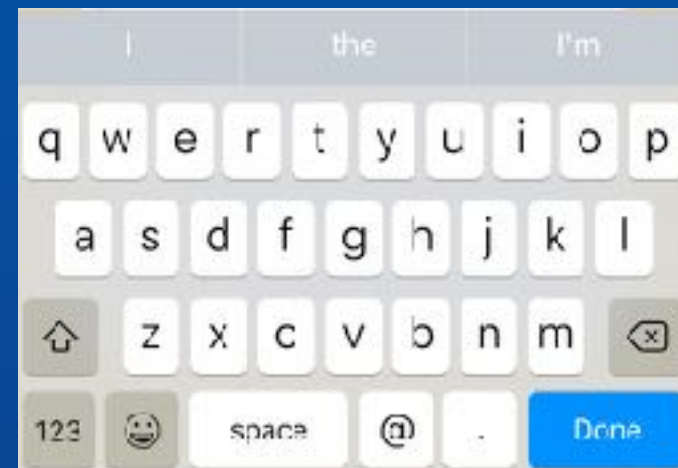 I the I'm
q w e r t y u i o p
a s d f g h j k l
z x c v b n m
123 space @ . Done